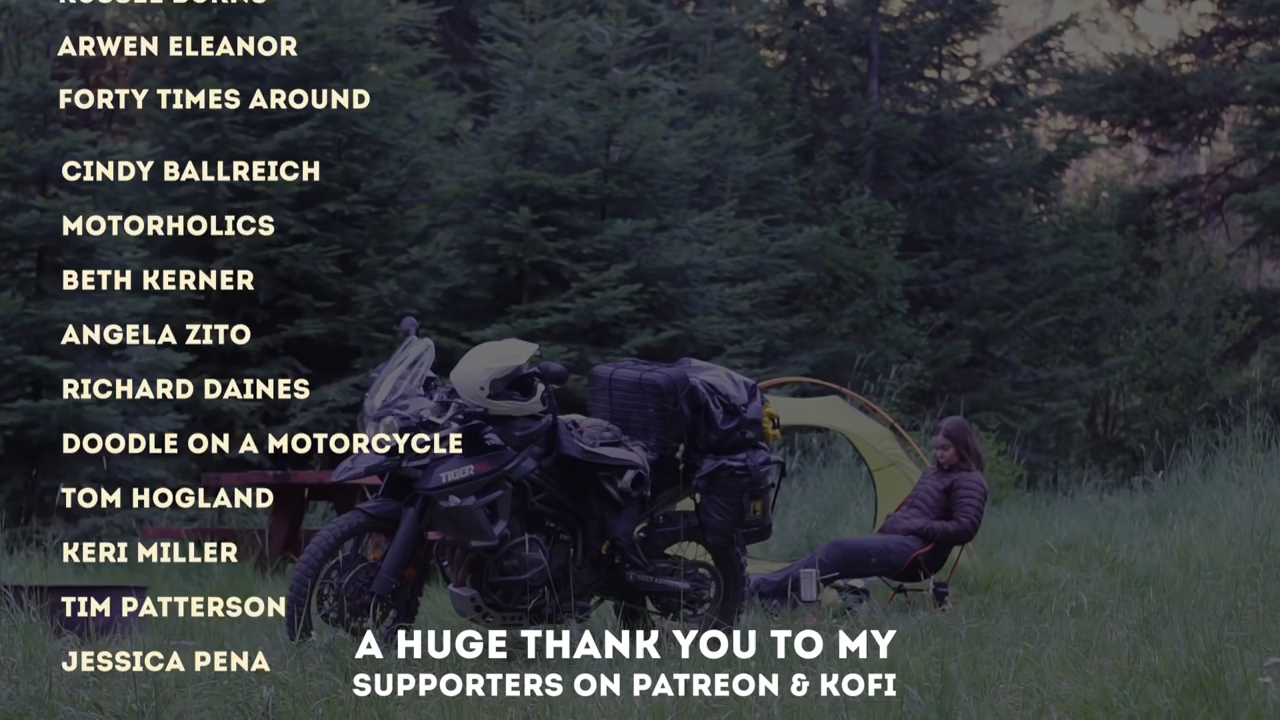 ARWEN ELEANOR
FORTY TIMES AROUND
CINDY BALLREICH
MOTORHOLICS
BETH KERNER
ANGELA ZITO
RICHARD DAINES
DOODLE ON A MOTORCYCLE
TOM HOGLAND
KERI MILLER
TIM PATTERSON
JESSICA PENA
TIGER
A HUGE THANK YOU TO MY
SUPPORTERS ON PATREON & KOFI